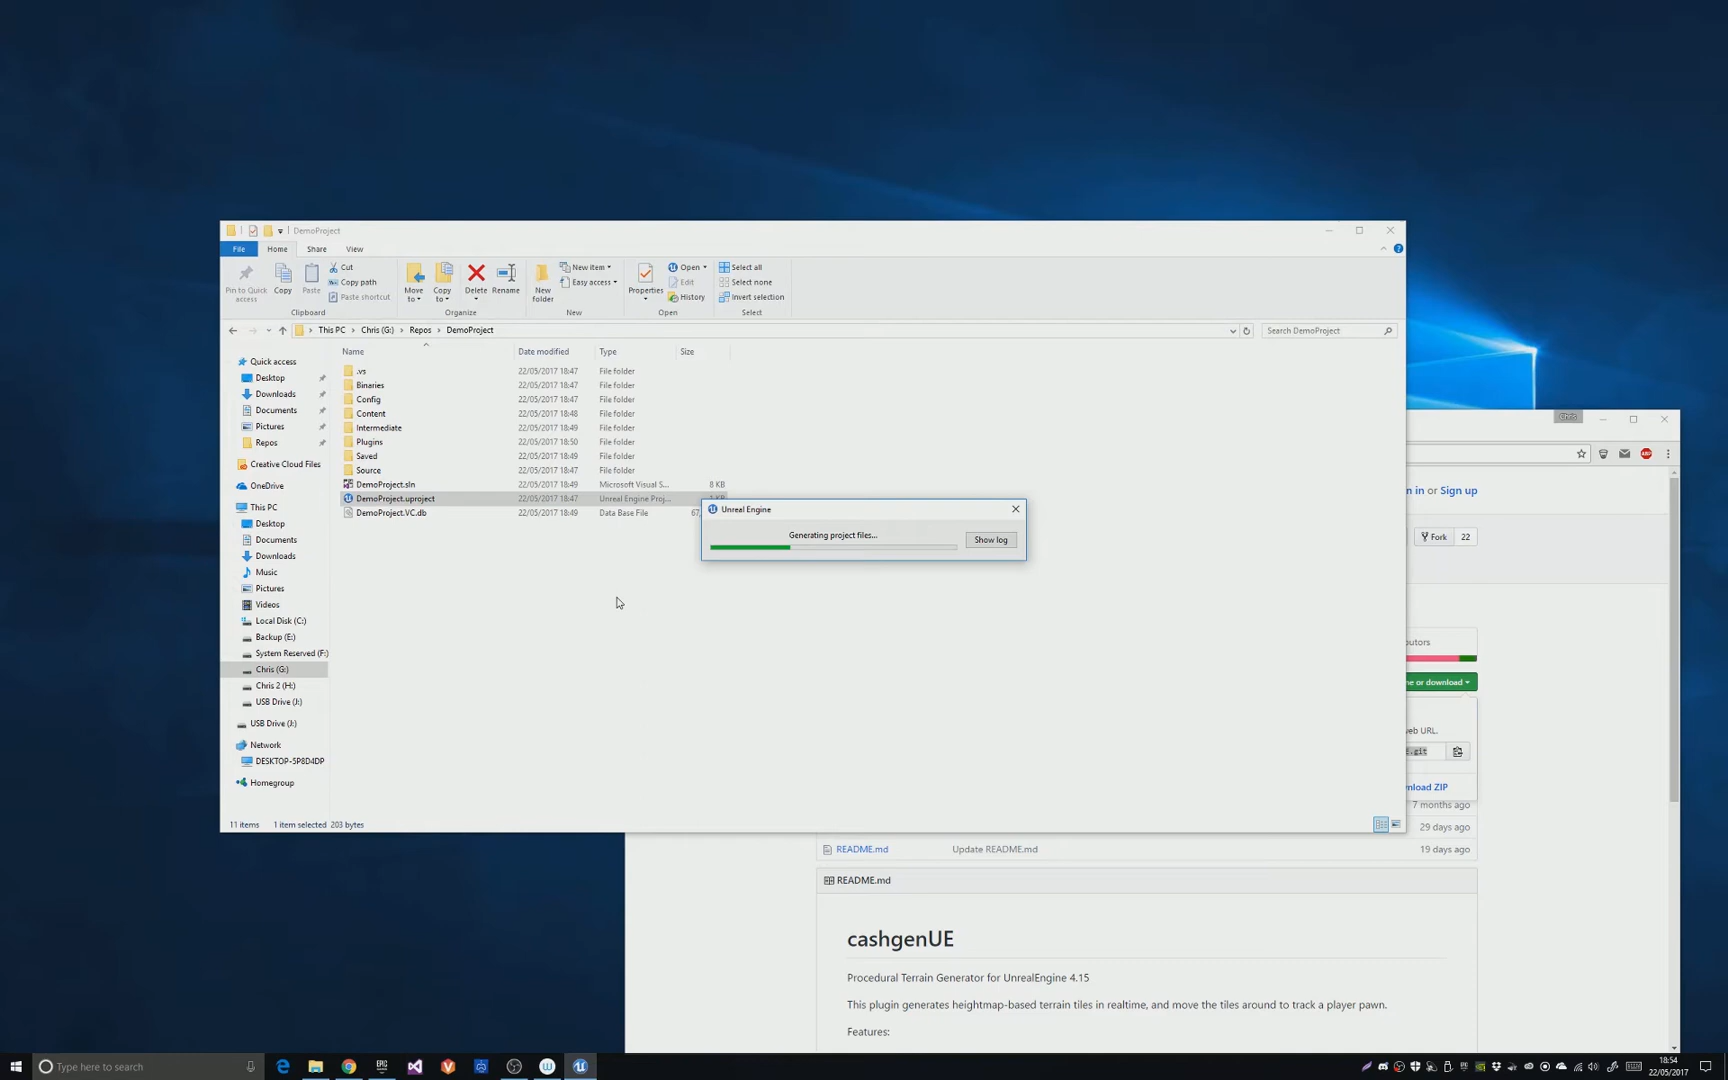 DemoProject
File Home Share View
Pin to Quick access
Copy
Paste
Cut
Copy path
Paste shortcut
Clipboard
Move to
Copy to
Delete
Rename
Organize
New folder
New item
Easy access
New
Properties
Open
Edit
History
Open
Select all
Select none
Invert selection
Select
This PC Chris (G:) Repos DemoProject
Search DemoProject
Quick access
Desktop
Downloads
Documents
Pictures
Repos
Creative Cloud Files
OneDrive
This PC
Desktop
Documents
Downloads
Music
Pictures
Videos
Local Disk (C:)
Backup (E:)
System Reserved (F:)
Chris (G:)
Chris 2 (H:)
USB Drive (J:)
USB Drive (J:)
Network
DESKTOP-5P8D4DP
Homegroup
Name Date modified Type Size
.vs 22/05/2017 18:47 File folder
Binaries 22/05/2017 18:47 File folder
Config 22/05/2017 18:47 File folder
Content 22/05/2017 18:48 File folder
Intermediate 22/05/2017 18:49 File folder
Plugins 22/05/2017 18:50 File folder
Saved 22/05/2017 18:49 File folder
Source 22/05/2017 18:47 File folder
DemoProject.sln 22/05/2017 18:49 Microsoft Visual S... 8 KB
DemoProject.uproject 22/05/2017 18:47 Unreal Engine Proj... 1 KB
DemoProject.VC.db 22/05/2017 18:49 Data Base File 67,
Unreal Engine
Generating project files...
Show log
11 items 1 item selected 203 bytes
Chris
ABP
n in or Sign up
Fork 22
butors
ne or download
web URL.
.git
nload ZIP
7 months ago
29 days ago
README.md Update README.md 19 days ago
README.md
cashgenUE
Procedural Terrain Generator for UnrealEngine 4.15
This plugin generates heightmap-based terrain tiles in realtime, and move the tiles around to track a player pawn.
Features:
Type here to search
EPIC
18:54
22/05/2017